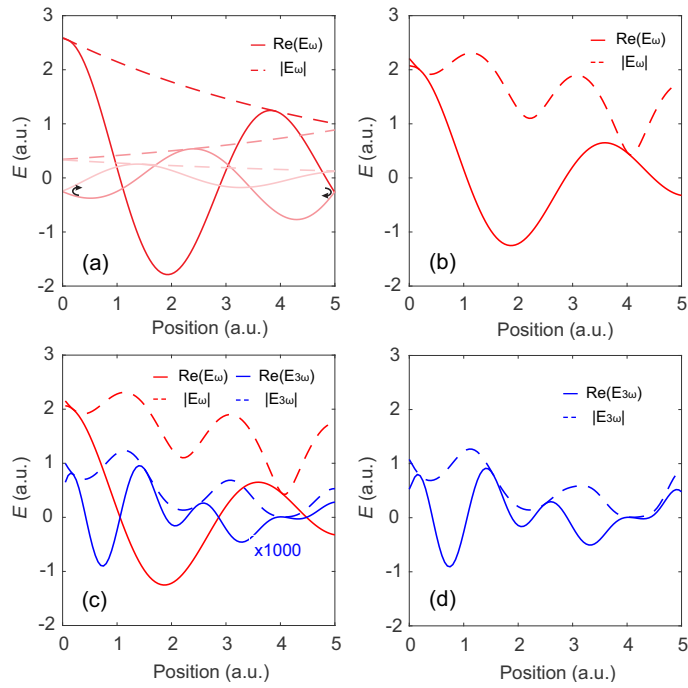 3
2
1
0
-1
-2
E (a.u.)
Re(Eω)
|Eω|
(a)
0 1 2 3 4 5
Position (a.u.)
3
2
1
0
-1
-2
E (a.u.)
Re(Eω)
|Eω|
(b)
0 1 2 3 4 5
Position (a.u.)
3
2
1
0
-1
-2
E (a.u.)
Re(Eω) Re(E3ω)
|Eω| |E3ω|
x1000
(c)
0 1 2 3 4 5
Position (a.u.)
3
2
1
0
-1
-2
E (a.u.)
Re(E3ω)
|E3ω|
(d)
0 1 2 3 4 5
Position (a.u.)